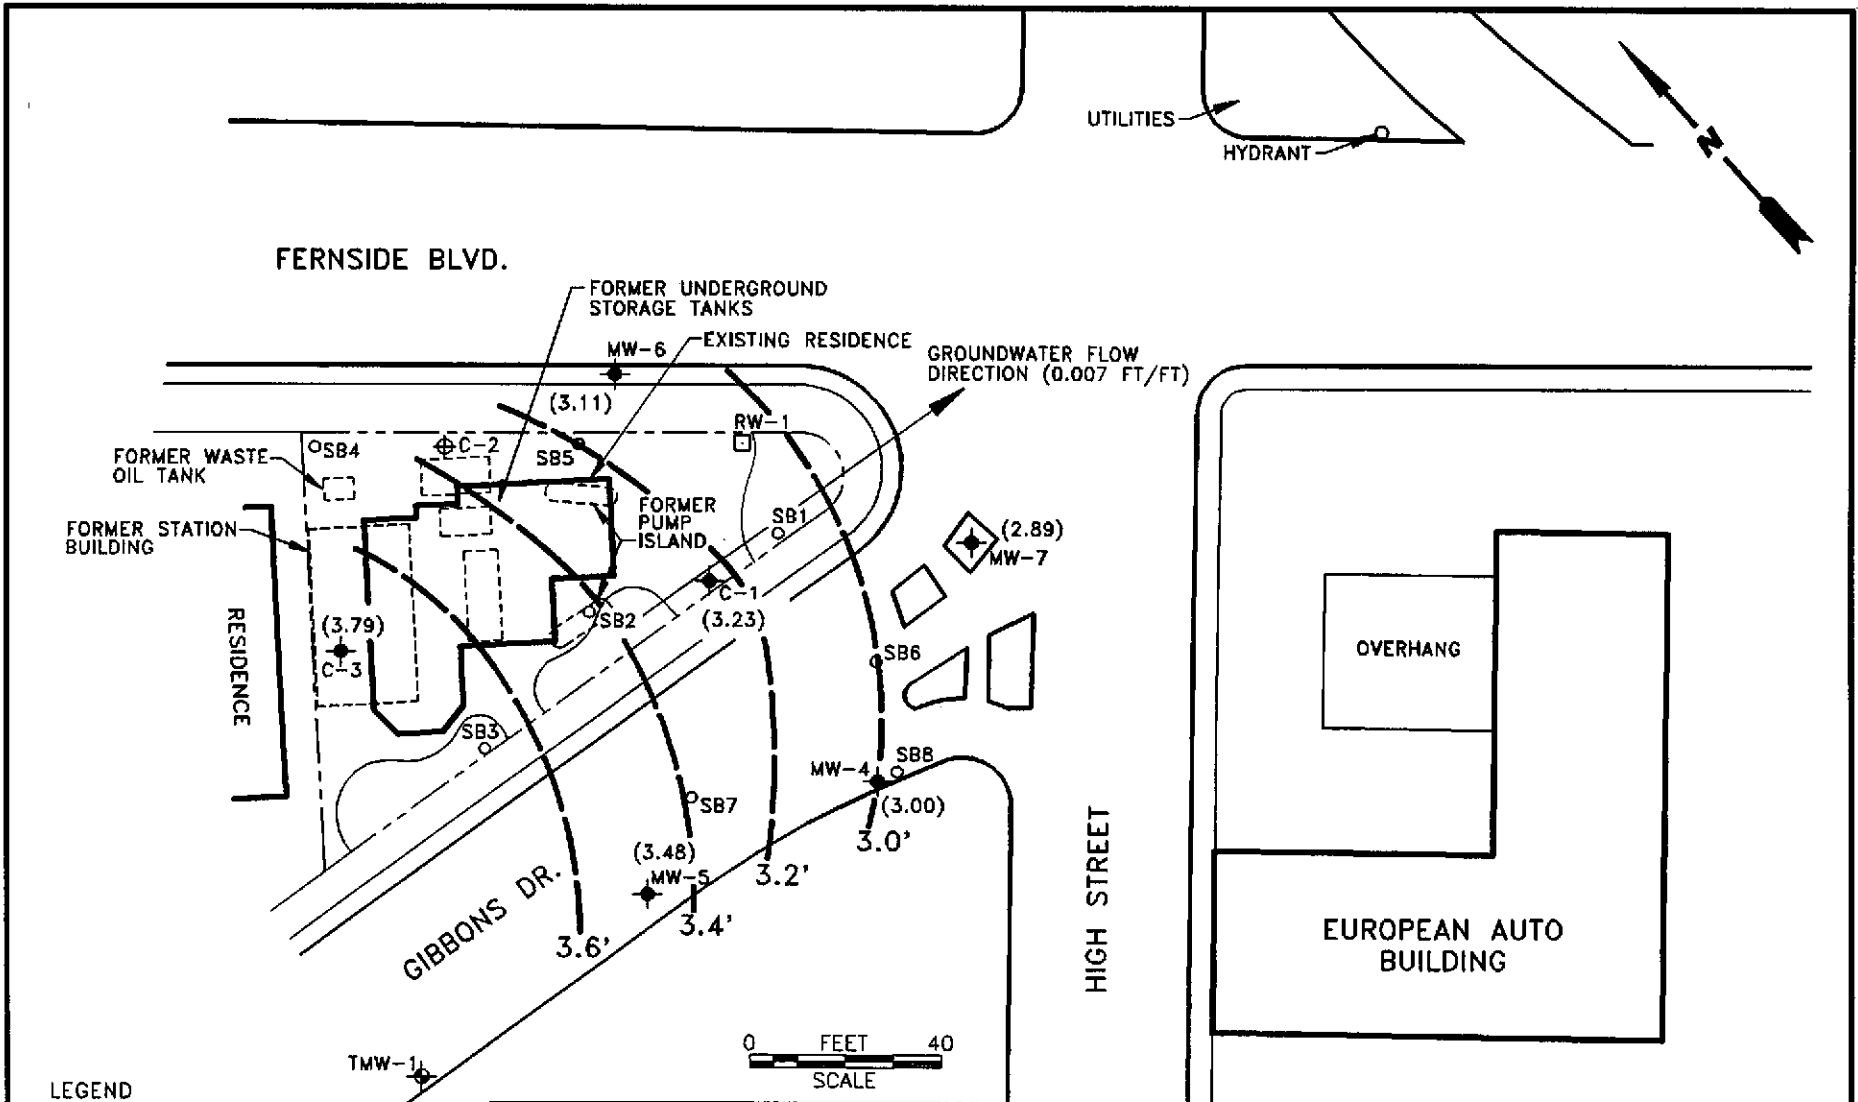 UTILITIES
HYDRANT
N
FERNSIDE BLVD.
FORMER UNDERGROUND
STORAGE TANKS
MW-6
EXISTING RESIDENCE
GROUNDWATER FLOW
DIRECTION (0.007 FT/FT)
(3.11)
RW-1
SB4
C-2
SB5
FORMER WASTE
OIL TANK
FORMER
PUMP
ISLAND
SB1
(2.89)
MW-7
FORMER STATION
BUILDING
C-1
RESIDENCE
(3.79)
C-3
SB2
(3.23)
SB6
OVERHANG
SB3
MW-4
SB8
(3.00)
SB7
3.0'
(3.48)
MW-5
3.2'
3.4'
3.6'
GIBBONS DR.
HIGH STREET
EUROPEAN AUTO
BUILDING
0 FEET 40
SCALE
TMW-1
LEGEND